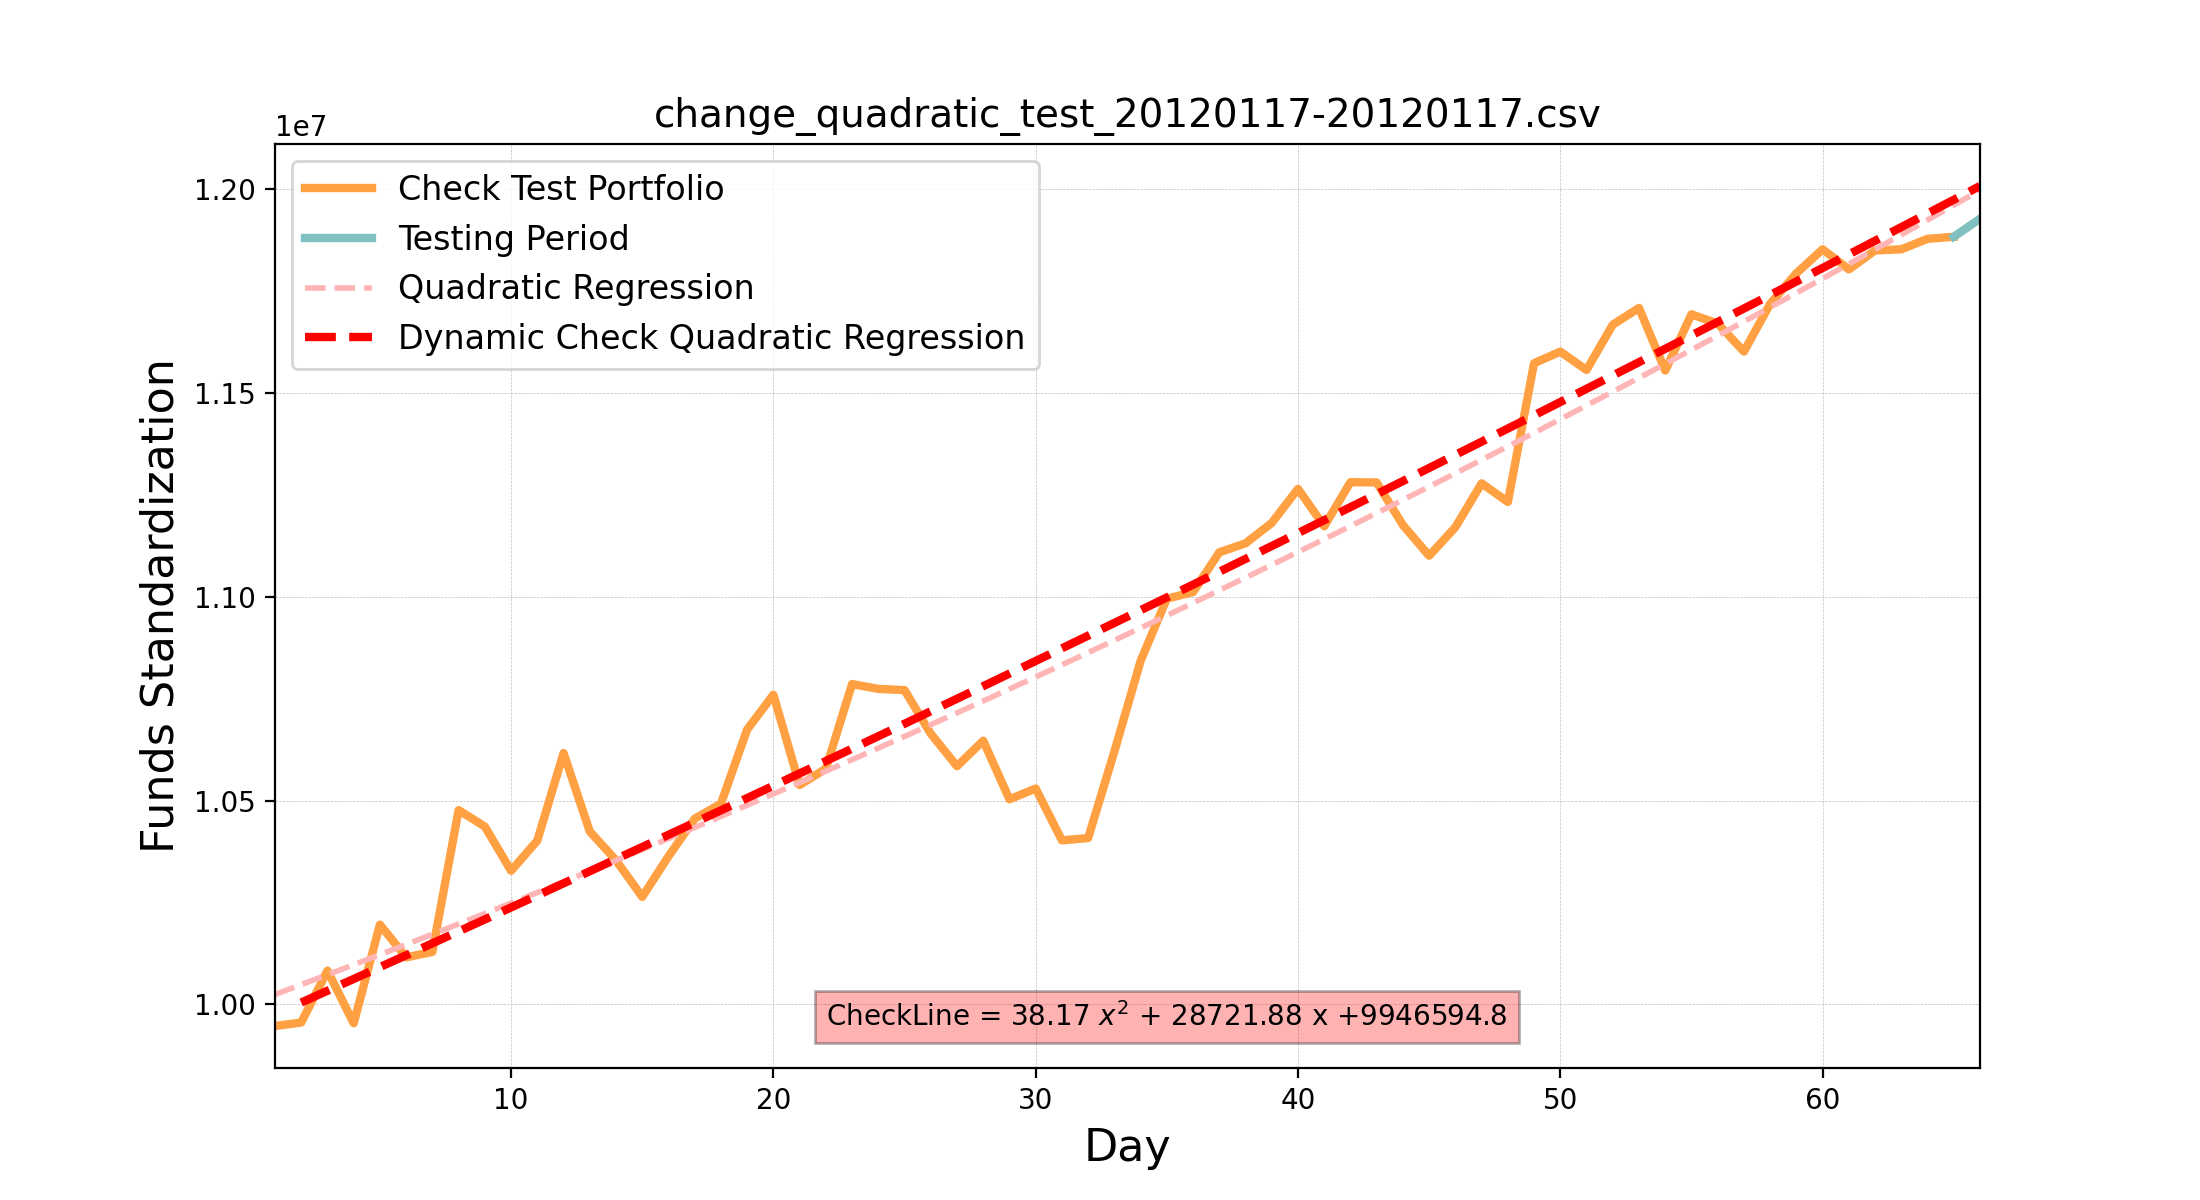 change_quadratic_test_20120117-20120117.csv
1e7
Check Test Portfolio
Testing Period
Quadratic Regression
Dynamic Check Quadratic Regression
1.20
1.15
1.10
1.05
1.00
Funds Standardization
CheckLine = 38.17 x² + 28721.88 x +9946594.8
10 20 30 40 50 60
Day